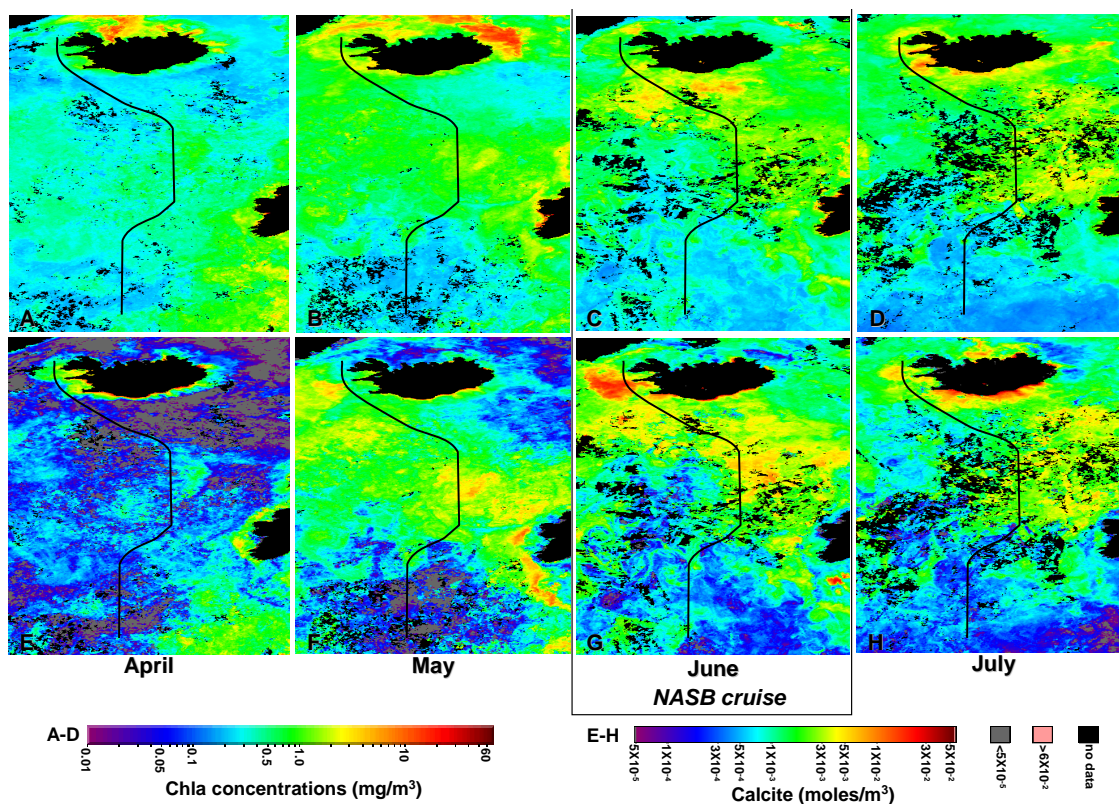 A
B
C
D
E
F
G
H
April
May
June
July
NASB cruise
A-D
0.01
0.05
0.1
0.5
1.0
10
60
Chla concentrations (mg/m³)
E-H
5X10⁻⁵
1X10⁻⁴
3X10⁻⁴
5X10⁻⁴
1X10⁻³
3X10⁻³
5X10⁻³
1X10⁻²
3X10⁻²
5X10⁻²
Calcite (moles/m³)
<5X10⁻⁵
>6X10⁻²
no data